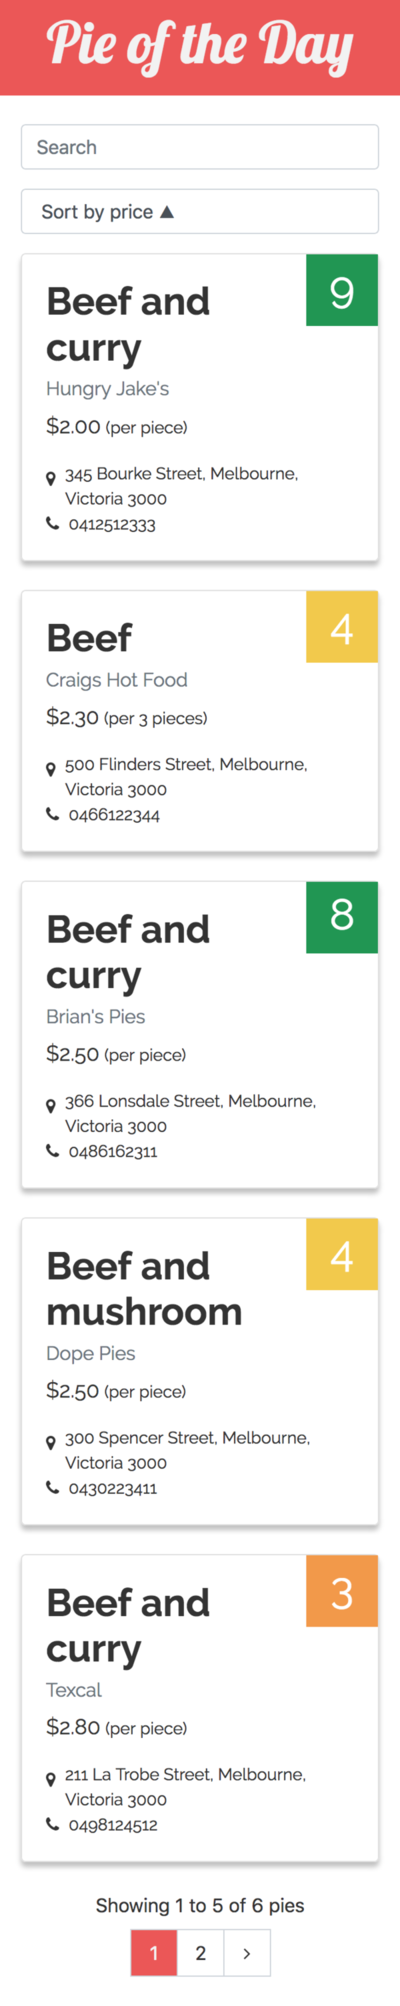 Pie of the Day
Search
Sort by price ▲
Beef and
curry
9
Hungry Jake's
$2.00 (per piece)
345 Bourke Street, Melbourne,
Victoria 3000
0412512333
Beef
4
Craigs Hot Food
$2.30 (per 3 pieces)
500 Flinders Street, Melbourne,
Victoria 3000
0466122344
Beef and
curry
8
Brian's Pies
$2.50 (per piece)
366 Lonsdale Street, Melbourne,
Victoria 3000
0486162311
Beef and
mushroom
4
Dope Pies
$2.50 (per piece)
300 Spencer Street, Melbourne,
Victoria 3000
0430223411
Beef and
curry
3
Texcal
$2.80 (per piece)
211 La Trobe Street, Melbourne,
Victoria 3000
0498124512
Showing 1 to 5 of 6 pies
1 2 ›